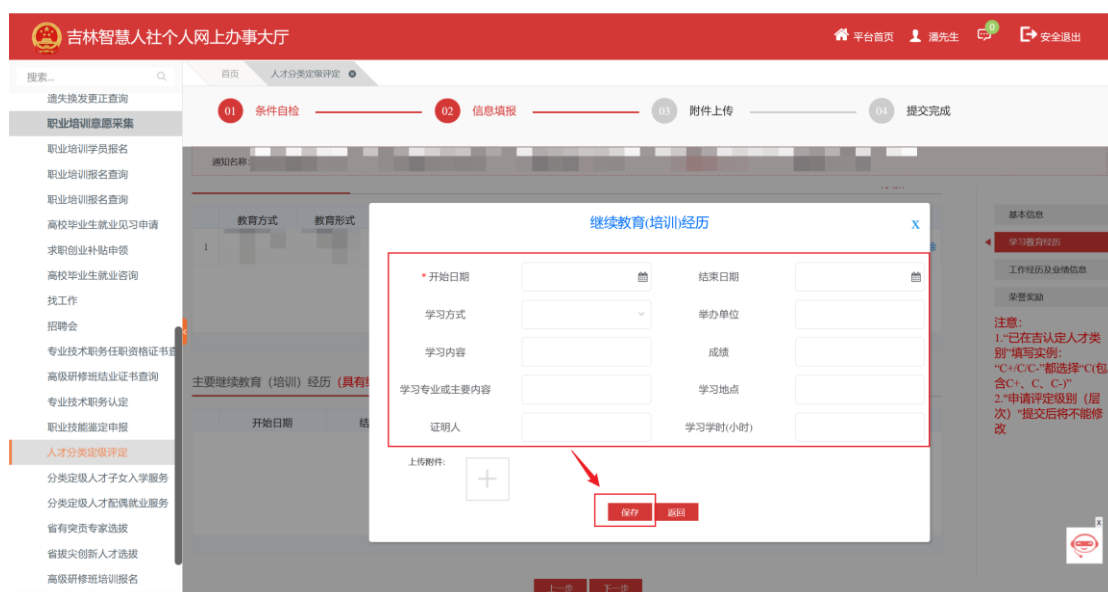 吉林智慧人社个人网上办事大厅
平台首页 潘先生 0 安全退出
搜索...
首页 人才分类定级评定
遗失换发更正查询
职业培训意愿采集
职业培训学员报名
职业培训报名查询
职业培训报名查询
高校毕业生就业见习申请
求职创业补贴申领
高校毕业生就业咨询
找工作
招聘会
专业技术职务任职资格证书查
高级研修班结业证书查询
专业技术职务认定
职业技能鉴定申报
人才分类定级评定
分类定级人才子女入学服务
分类定级人才配偶就业服务
省有突贡专家选拔
省拔尖创新人才选拔
高级研修班培训报名
01 条件自检 02 信息填报 03 附件上传 04 提交完成
通知名称:
教育方式 教育形式
1
主要继续教育（培训）经历（具有
开始日期 结
继续教育(培训)经历 X
* 开始日期 结束日期
学习方式 举办单位
学习内容 成绩
学习专业或主要内容 学习地点
证明人 学习学时(小时)
上传附件:
保存 返回
上一步 下一步
基本信息
学习教育经历
工作经历及业绩信息
荣誉奖励
注意：
1."已在吉认定人才类
别"填写实例：
"C+/C/C-"都选择"C(包
含C+、C、C-)"
2."申请评定级别（层
次）"提交后将不能修
改
x